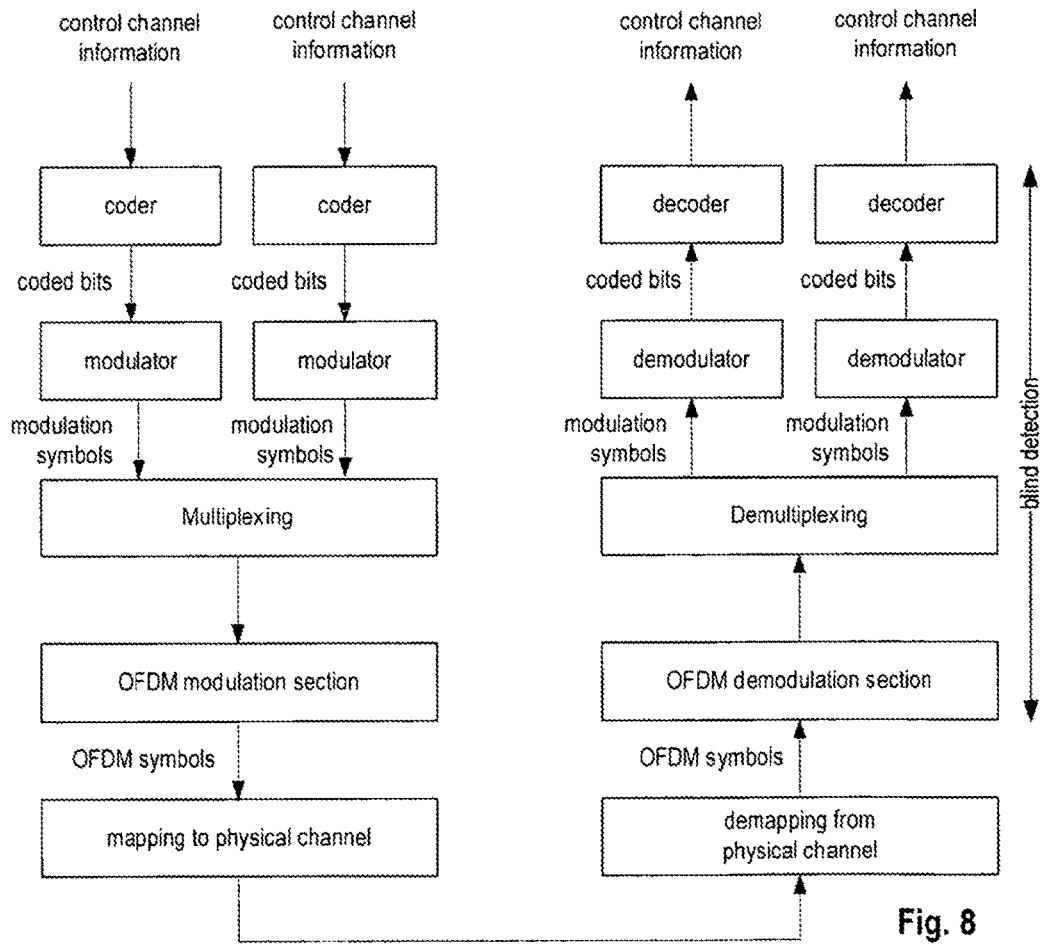 control channel
information
control channel
information
coder
coder
coded bits
coded bits
modulator
modulator
modulation
symbols
modulation
symbols
Multiplexing
OFDM modulation section
OFDM symbols
mapping to physical channel
control channel
information
control channel
information
decoder
decoder
coded bits
coded bits
demodulator
demodulator
modulation
symbols
modulation
symbols
Demultiplexing
OFDM demodulation section
OFDM symbols
demapping from
physical channel
blind detection
Fig. 8